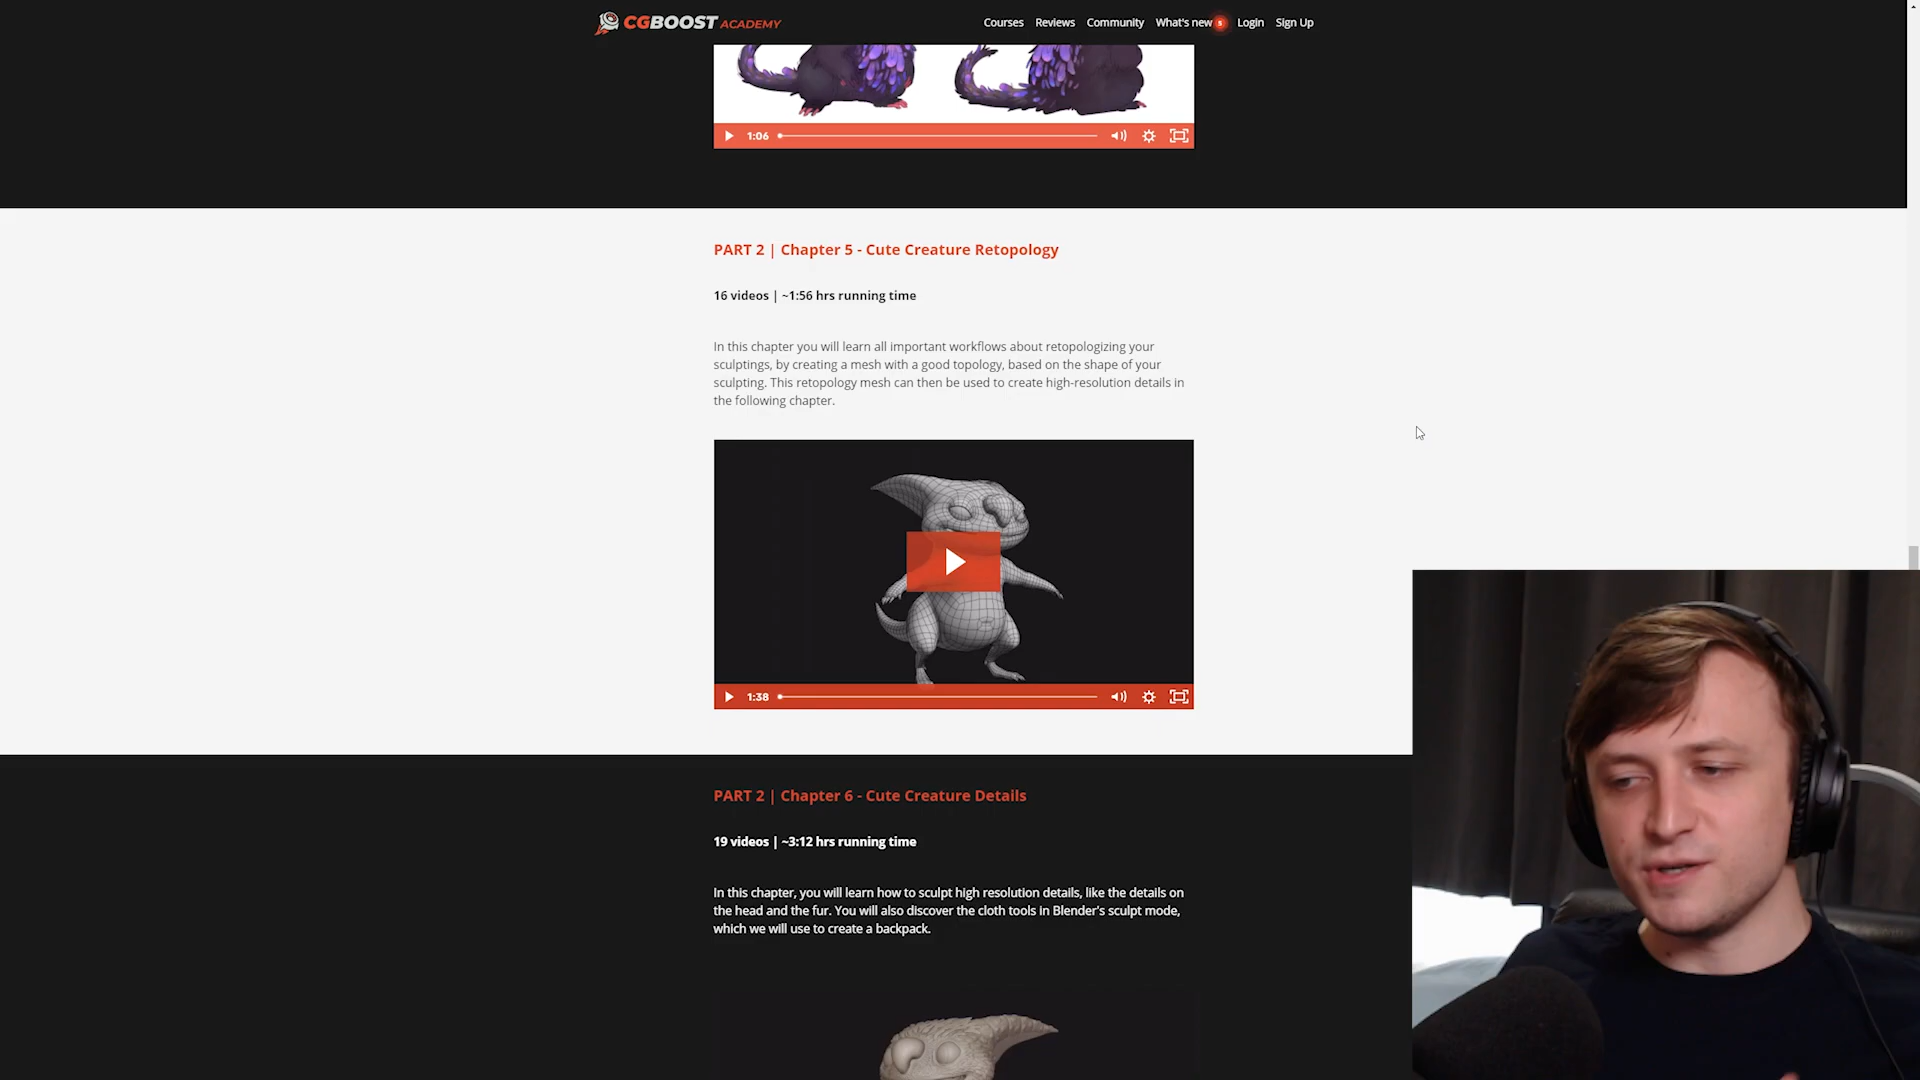 CGBOOST ACADEMY
Courses Reviews Community What's new 5 Login Sign Up
1:06
PART 2 | Chapter 5 - Cute Creature Retopology
16 videos | ~1:56 hrs running time
In this chapter you will learn all important workflows about retopologizing your
sculptings, by creating a mesh with a good topology, based on the shape of your
sculpting. This retopology mesh can then be used to create high-resolution details in
the following chapter.
1:38
PART 2 | Chapter 6 - Cute Creature Details
19 videos | ~3:12 hrs running time
In this chapter, you will learn how to sculpt high resolution details, like the details on
the head and the fur. You will also discover the cloth tools in Blender's sculpt mode,
which we will use to create a backpack.